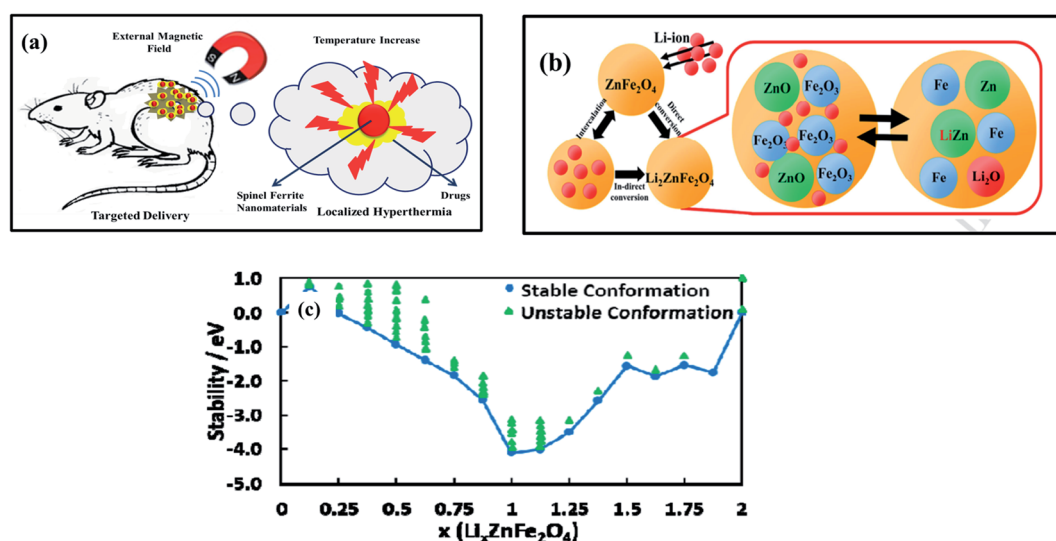 (a)
External Magnetic
Field
S
N
Temperature Increase
Targeted Delivery
Spinel Ferrite
Nanomaterials
Drugs
Localized Hyperthermia
(b)
Li-ion
ZnFe₂O₄
Intercalation
Direct
conversion
In-direct
conversion
Li₂ZnFe₂O₄
ZnO
Fe₂O₃
Fe₂O₃
Fe₂O₃
ZnO
Fe₂O₃
Fe
Zn
LiZn
Fe
Fe
Li₂O
(c)
Stable Conformation
Unstable Conformation
Stability / eV
1.0
0.0
-1.0
-2.0
-3.0
-4.0
-5.0
0 0.25 0.5 0.75 1 1.25 1.5 1.75 2
x (LiₓZnFe₂O₄)